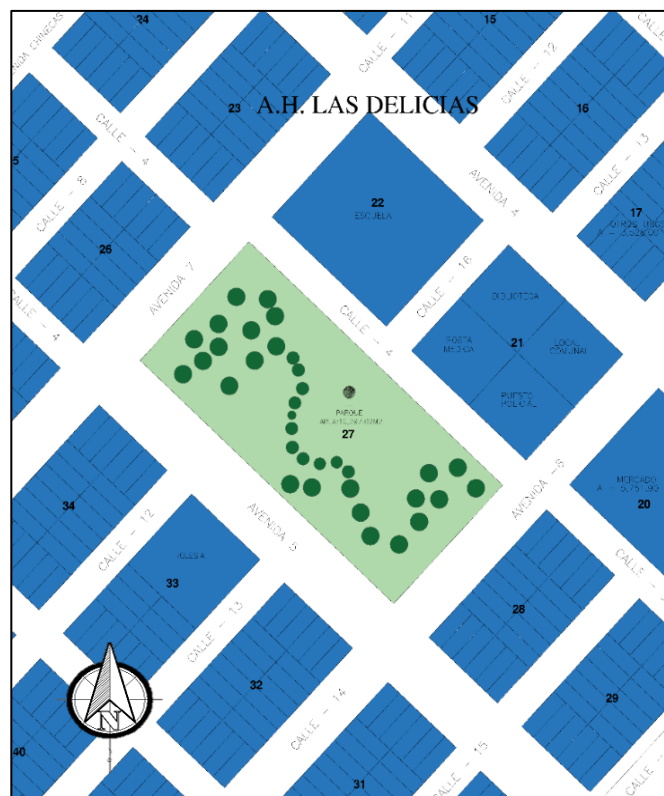 24
CALLE - 11
15
CALLE - 12
23
A.H. LAS DELICIAS
16
CALLE - 4
CALLE - 13
5
CALLE - 8
22
ESCUELA
AVENIDA 4
17
26
AVENIDA 7
CALLE - 16
BIBLIOTECA
CALLE - 4
CALLE - 4
POSTA
MEDICA
21
LOCAL
COMUNAL
PUESTO
POLICIAL
PARQUE
27
34
AVENIDA 5
AVENIDA -8
MERCADO
20
CALLE - 12
IGLESIA
33
CALLE - 13
28
32
CALLE - 14
29
N
40
CALLE - 15
31